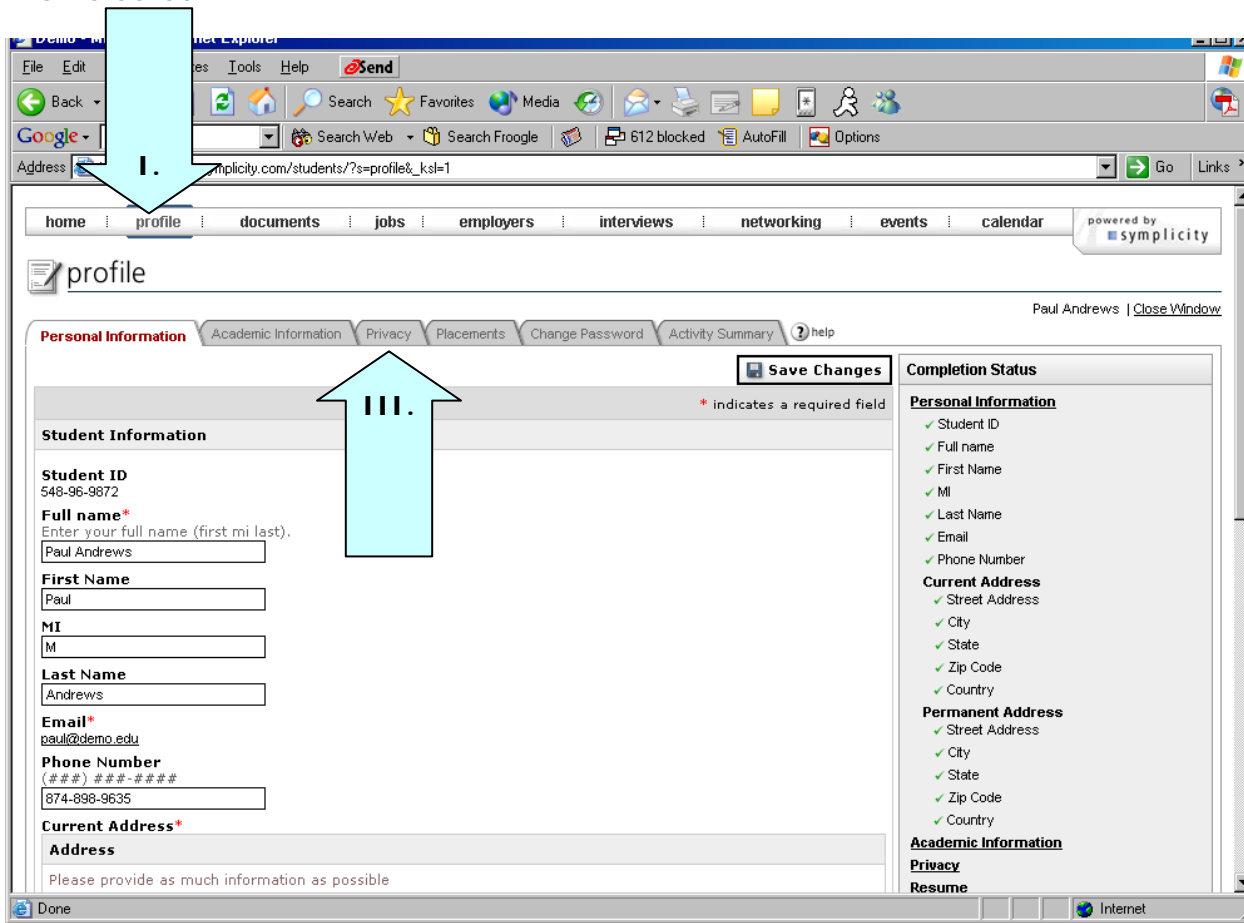 File Edit Tools Help Send
Back Search Favorites Media
Google Search Web Search Froogle 612 blocked AutoFill Options
Address I. mplicity.com/students/?s=profile&_ksl=1 Go Links
home profile documents jobs employers interviews networking events calendar powered by
symplicity
profile
Paul Andrews | Close Window
Personal Information Academic Information Privacy Placements Change Password Activity Summary ? help
Save Changes
* indicates a required field
III.
Student Information
Student ID
548-96-9872
Full name*
Enter your full name (first mi last).
Paul Andrews
First Name
Paul
MI
M
Last Name
Andrews
Email*
paul@demo.edu
Phone Number
(###) ###-####
874-898-9635
Current Address*
Address
Please provide as much information as possible
Completion Status
Personal Information
Student ID
Full name
First Name
MI
Last Name
Email
Phone Number
Current Address
Street Address
City
State
Zip Code
Country
Permanent Address
Street Address
City
State
Zip Code
Country
Academic Information
Privacy
Resume
Done Internet